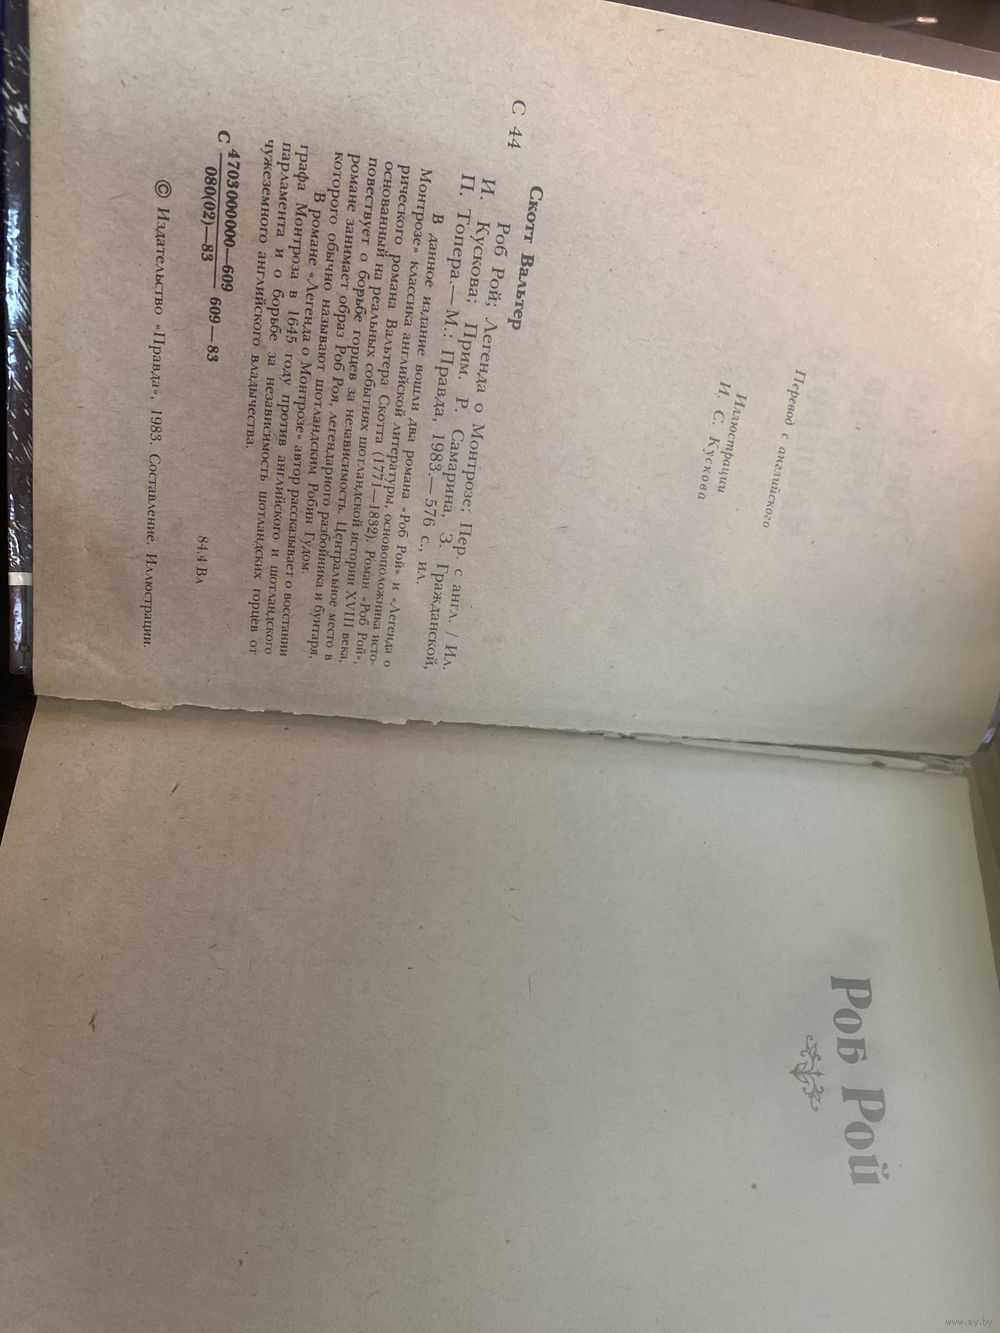 Перевод с английского
Иллюстрации
И. С. Кускова
Скотт Вальтер
С 44
Роб Рой; Легенда о Монтрозе; Пер. с англ. / Ил.
И. Кускова; Прим. Р. Самарина, З. Гражданской,
П. Топера.— М.: Правда, 1983.— 576 с., ил.
В данное издание вошли два романа «Роб Рой» и «Легенда о
Монтрозе» классика английской литературы, основоположника исто-
рического романа Вальтера Скотта (1771—1832). Роман «Роб Рой»,
основанный на реальных событиях шотландской истории XVIII века,
повествует о борьбе горцев за независимость. Центральное место в
романе занимает образ Роб Роя, легендарного разбойника и бунтаря,
которого обычно называют шотландским Робин Гудом.
В романе «Легенда о Монтрозе» автор рассказывает о восстании
графа Монтроза в 1645 году против английского и шотландского
парламента и о борьбе за независимость шотландских горцев от
чужеземного английского владычества.
4703000000—609
С 609—83
080(02)—83
84.4 Вл
© Издательство «Правда», 1983. Составление. Иллюстрации.
Роб Рой
www.ay.by